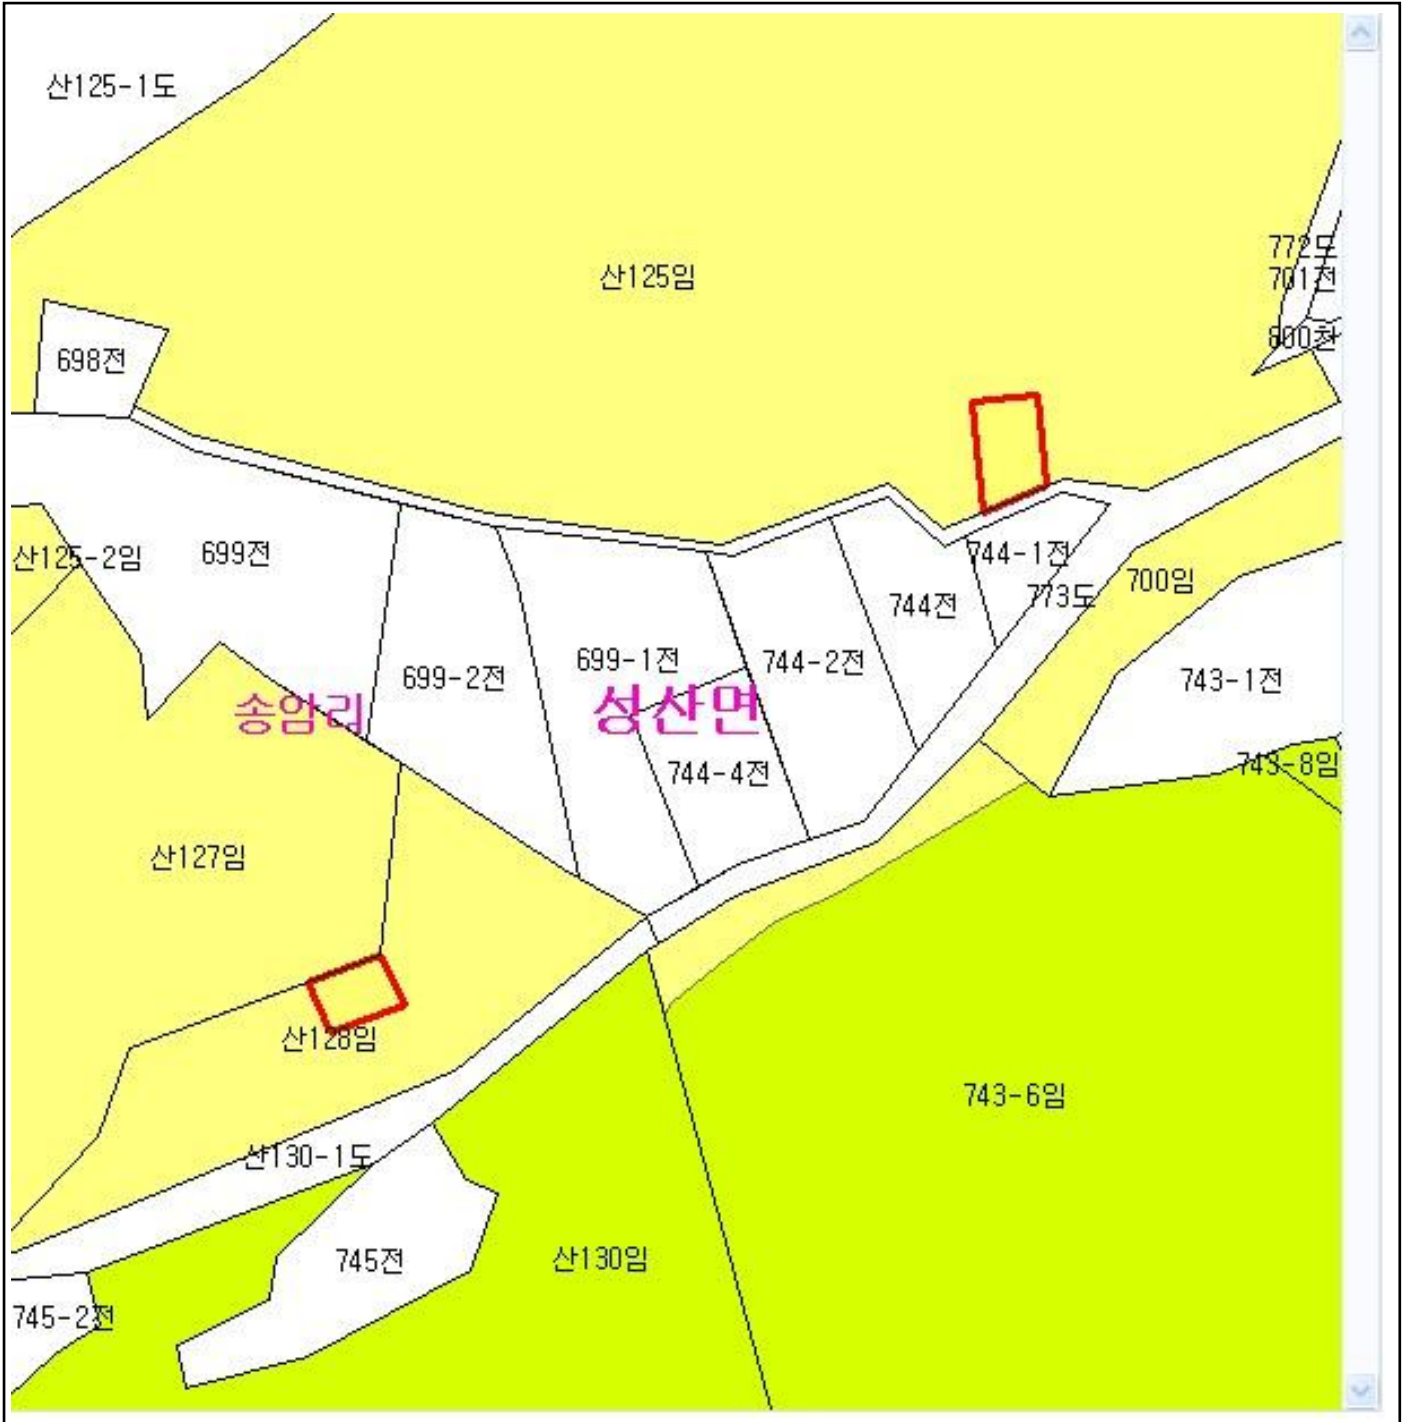 산125-1도
산125임
772도
701전
800천
698전
산125-2임
699전
744-1전
773도
700임
744전
699-1전
744-2전
699-2전
743-1전
송암리
성산면
744-4전
743-8임
산127임
산128임
743-6임
산130-1도
745전
산130임
745-2전